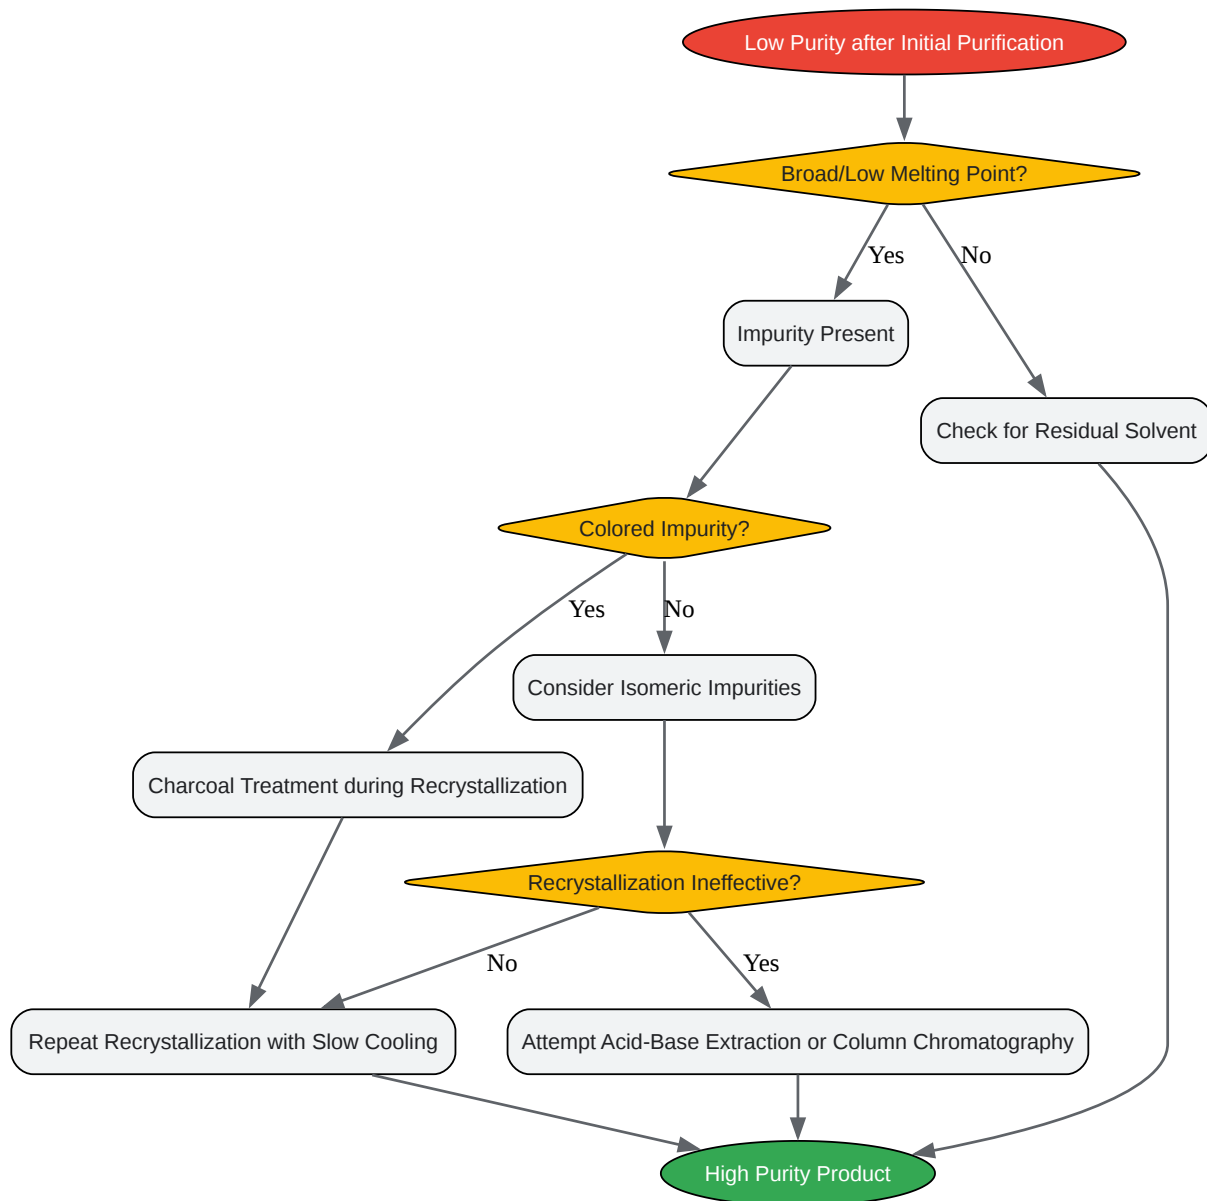 Low Purity after Initial Purification
Broad/Low Melting Point?
Yes
No
Impurity Present
Check for Residual Solvent
Colored Impurity?
Yes
No
Consider Isomeric Impurities
Charcoal Treatment during Recrystallization
Recrystallization Ineffective?
No
Yes
Repeat Recrystallization with Slow Cooling
Attempt Acid-Base Extraction or Column Chromatography
High Purity Product